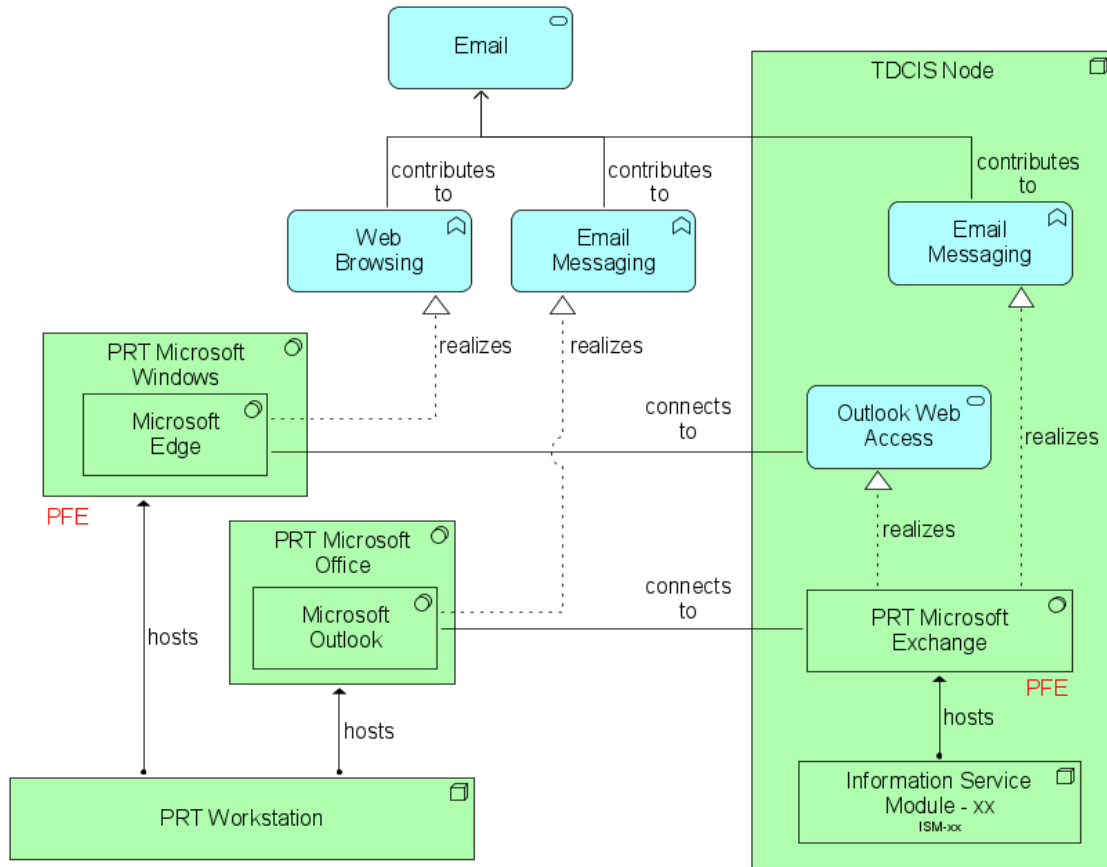 Email
TDCIS Node
contributes
to
contributes
to
contributes
to
Web
Browsing
Email
Messaging
Email
Messaging
realizes
realizes
realizes
PRT Microsoft
Windows
Microsoft
Edge
connects
to
Outlook Web
Access
PFE
realizes
PRT Microsoft
Office
Microsoft
Outlook
connects
to
PRT Microsoft
Exchange
PFE
hosts
hosts
hosts
PRT Workstation
Information Service
Module - xx
ISM-xx